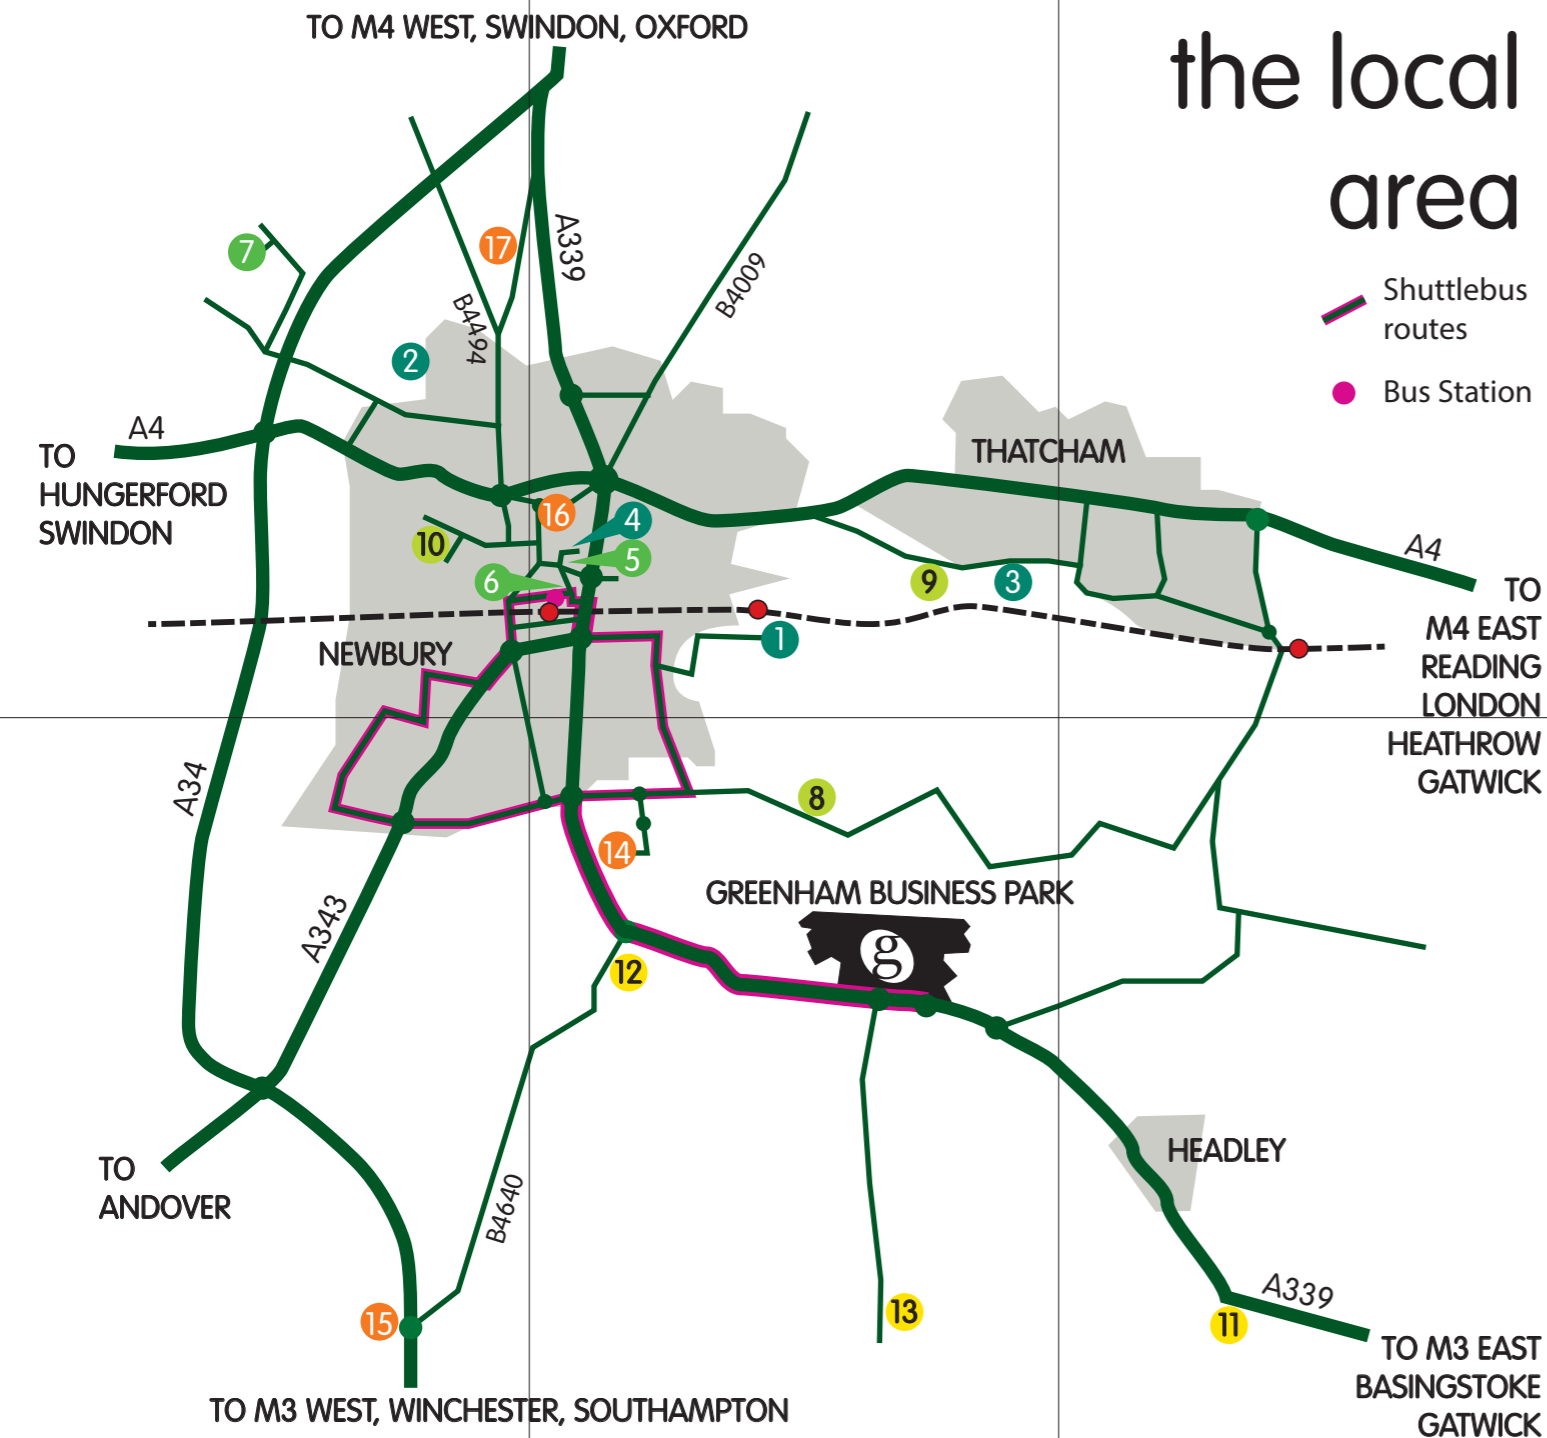 TO M4 WEST, SWINDON, OXFORD
the local
area
Shuttlebus
routes
Bus Station
A339
B4009
B4494
17
7
2
A4
TO
HUNGERFORD
SWINDON
THATCHAM
16
4
10
5
6
9
3
A4
TO
M4 EAST
READING
LONDON
HEATHROW
GATWICK
1
NEWBURY
A34
8
14
A343
GREENHAM BUSINESS PARK
g
12
TO
ANDOVER
B4640
HEADLEY
15
13
11
A339
TO M3 EAST
BASINGSTOKE
GATWICK
TO M3 WEST, WINCHESTER, SOUTHAMPTON